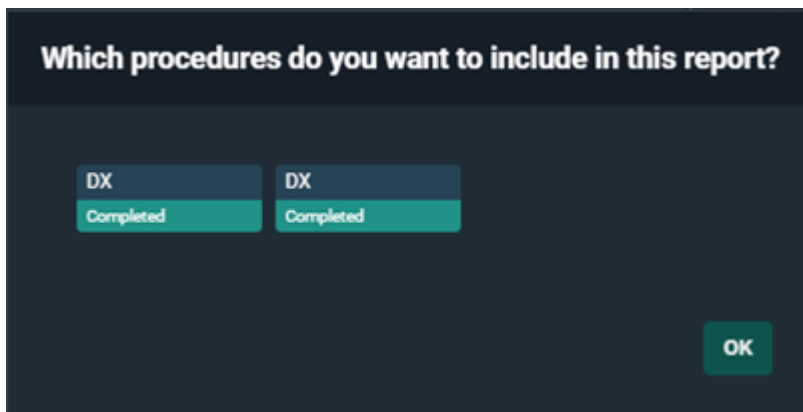 Which procedures do you want to include in this report?
DX DX
Completed Completed
OK